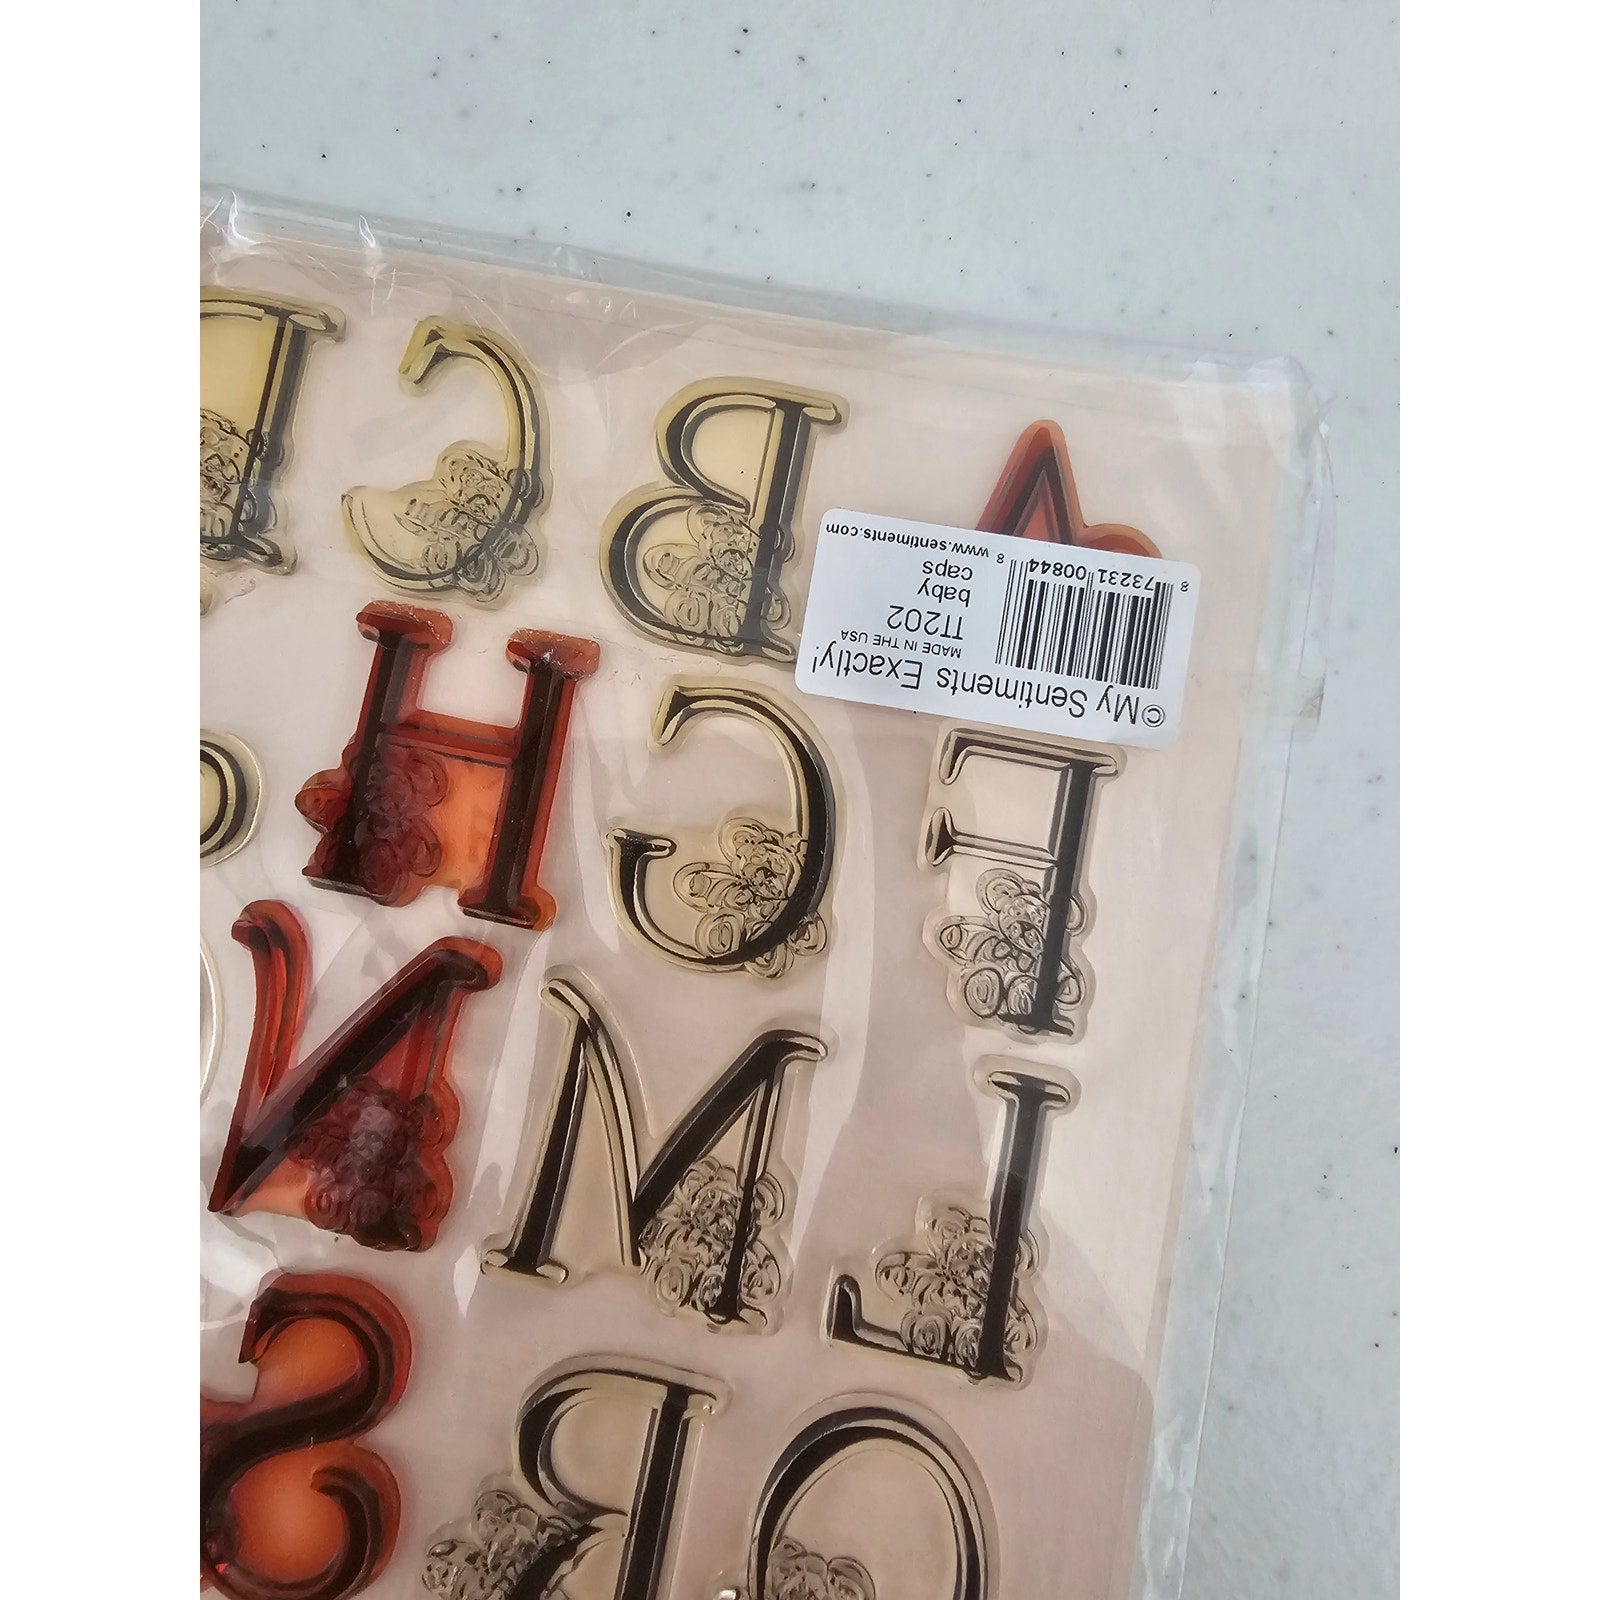 ©My Sentiments Exactly!
MADE IN THE USA
TT202
baby
caps
www.sentiments.com
8 73231 00844 8
D C B A
H G F
N M L
S R Q